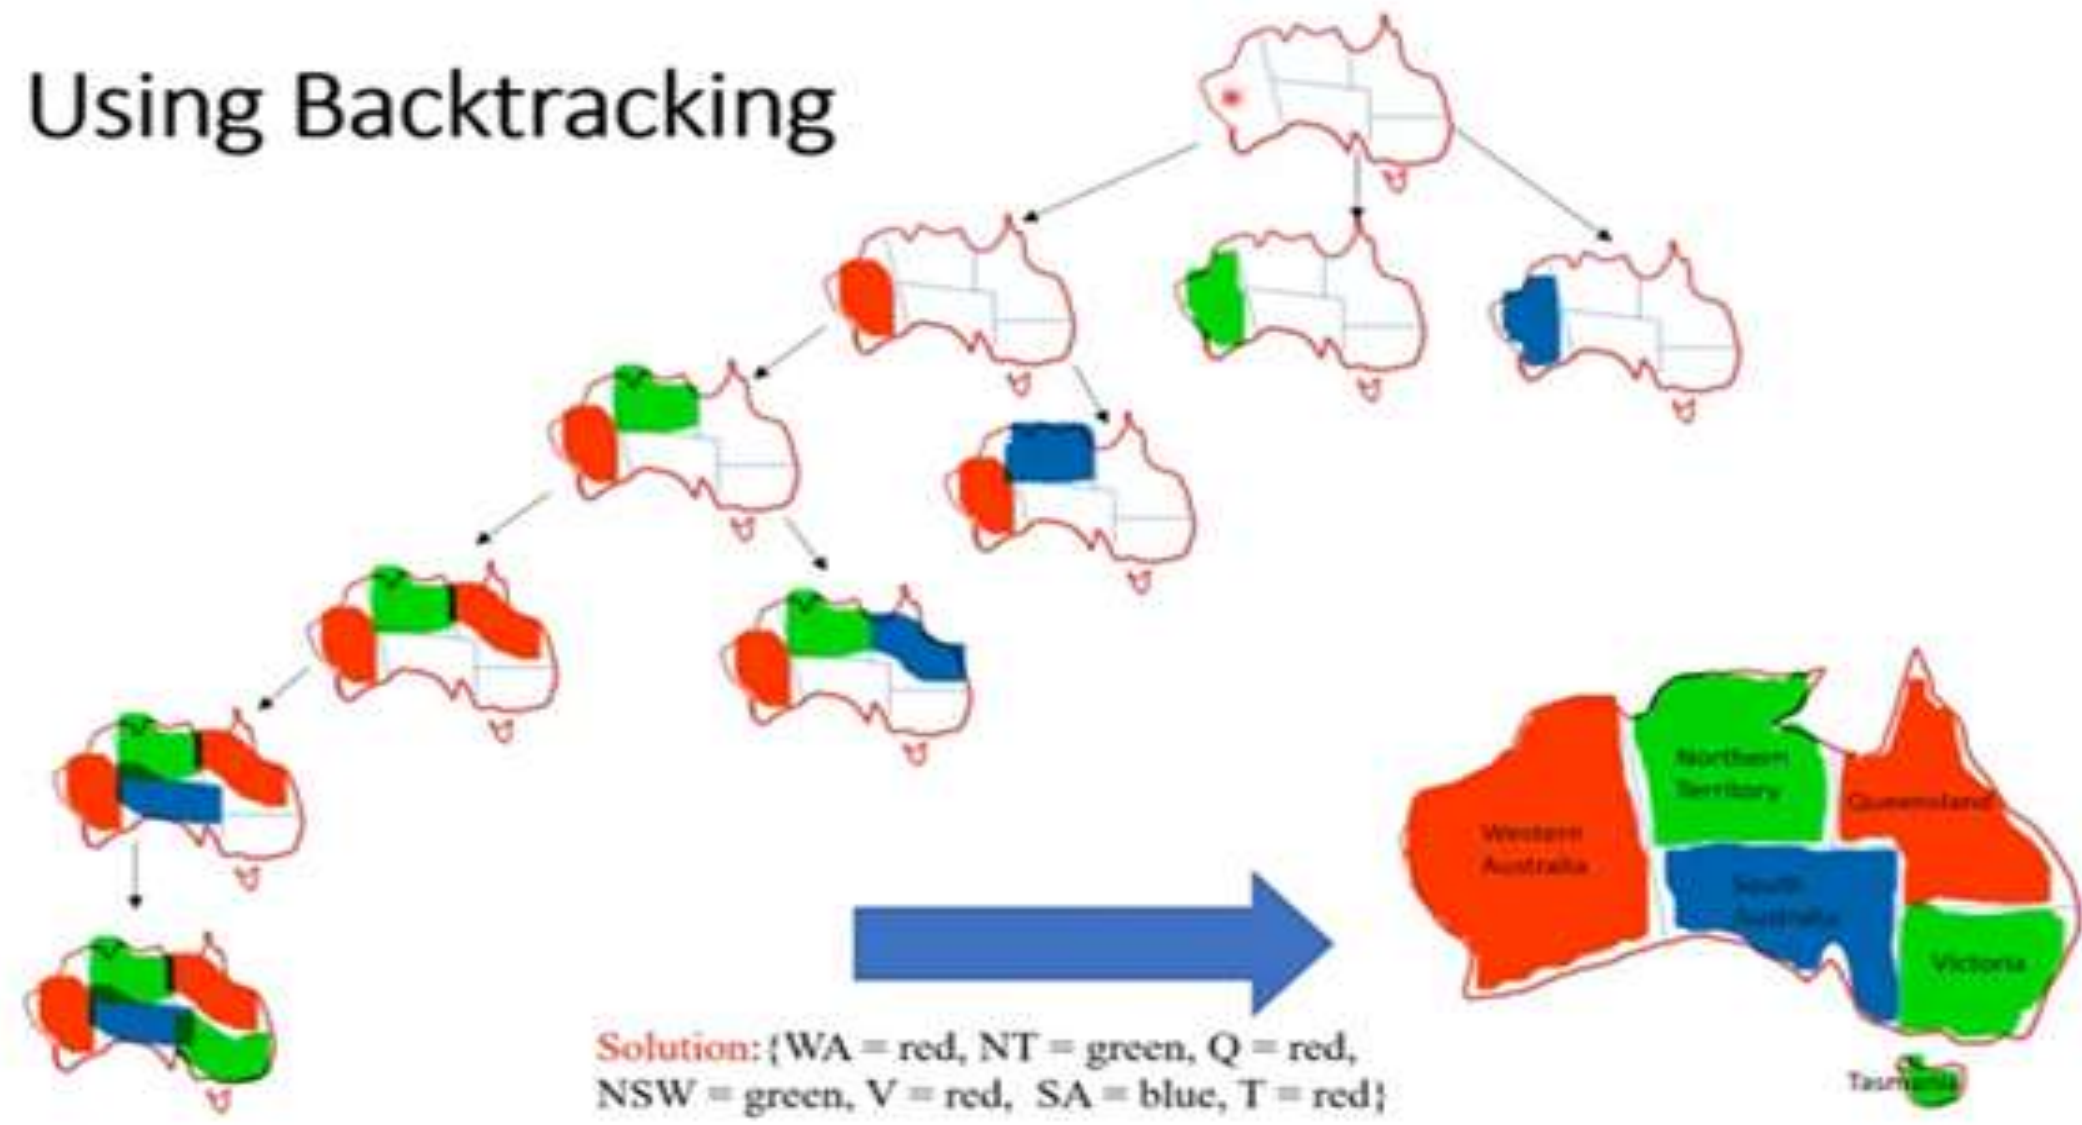 Using Backtracking
Northern
Territory
Queensland
Western
Australia
South
Australia
Victoria
Tasmania
Solution:{WA = red, NT = green, Q = red,
NSW = green, V = red, SA = blue, T = red}